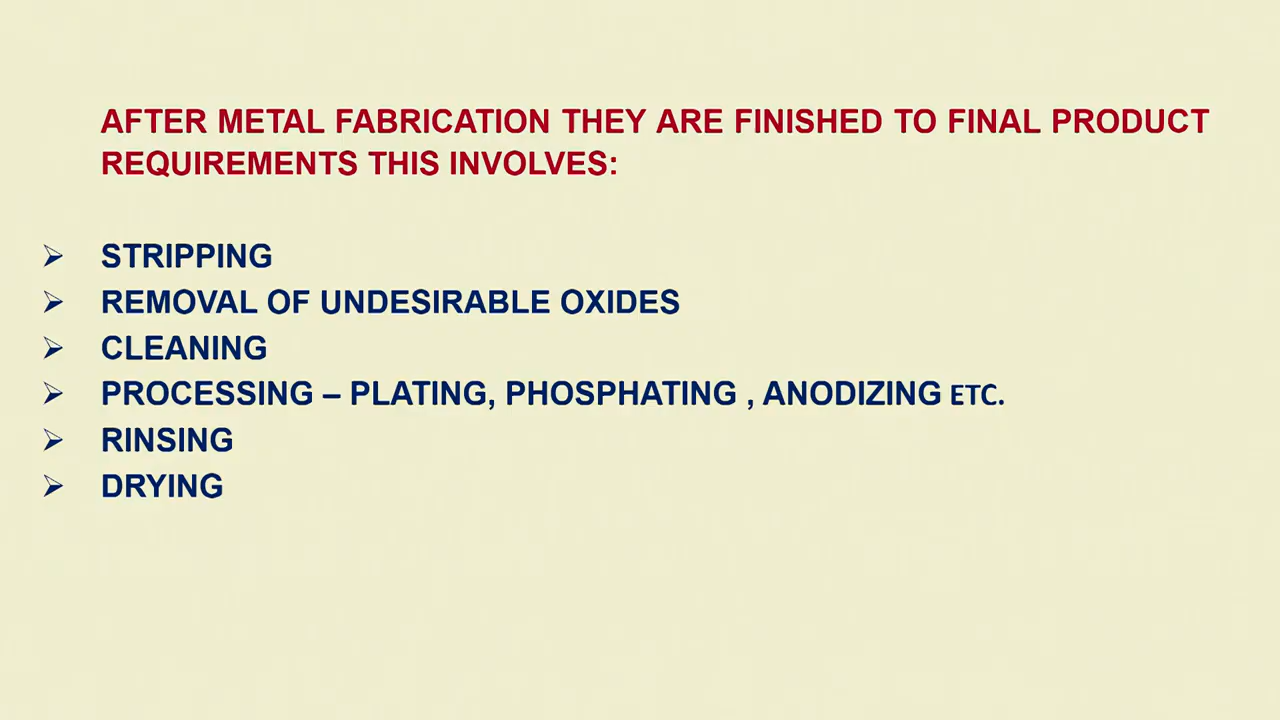 AFTER METAL FABRICATION THEY ARE FINISHED TO FINAL PRODUCT
REQUIREMENTS THIS INVOLVES:
➢ STRIPPING
➢ REMOVAL OF UNDESIRABLE OXIDES
➢ CLEANING
➢ PROCESSING – PLATING, PHOSPHATING , ANODIZING ETC.
➢ RINSING
➢ DRYING